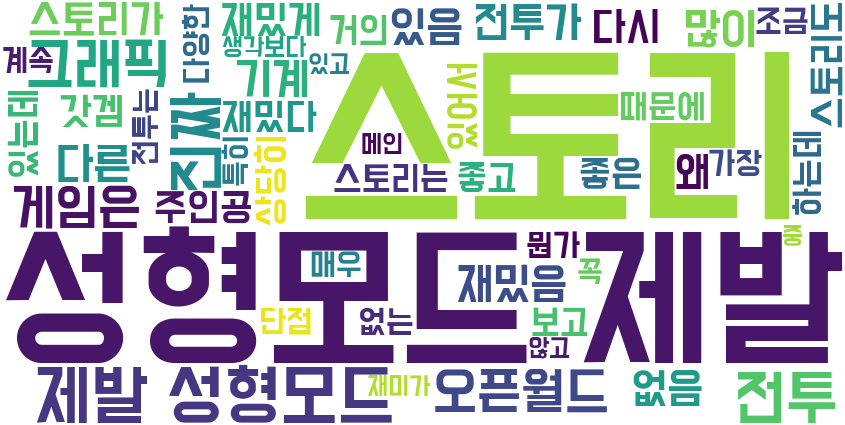 스토리가 재밌게 거의 있음 전투가 다시 많이 조금
계속 그래픽 다양한 생각보다 기계 있고 스토리 스토리도
있는데 갓겜 전투는 진짜 재밌다 있어서 때문에
다른 특히 상당히 메인 스토리는 좋고 좋은 왜 가장 하는데
게임은 주인공 중
성형모드 제발
매우 뭔가 재밌음 꼭
단점 없는 보고
않고
제발 성형모드 재미가 오픈월드 없음 전투